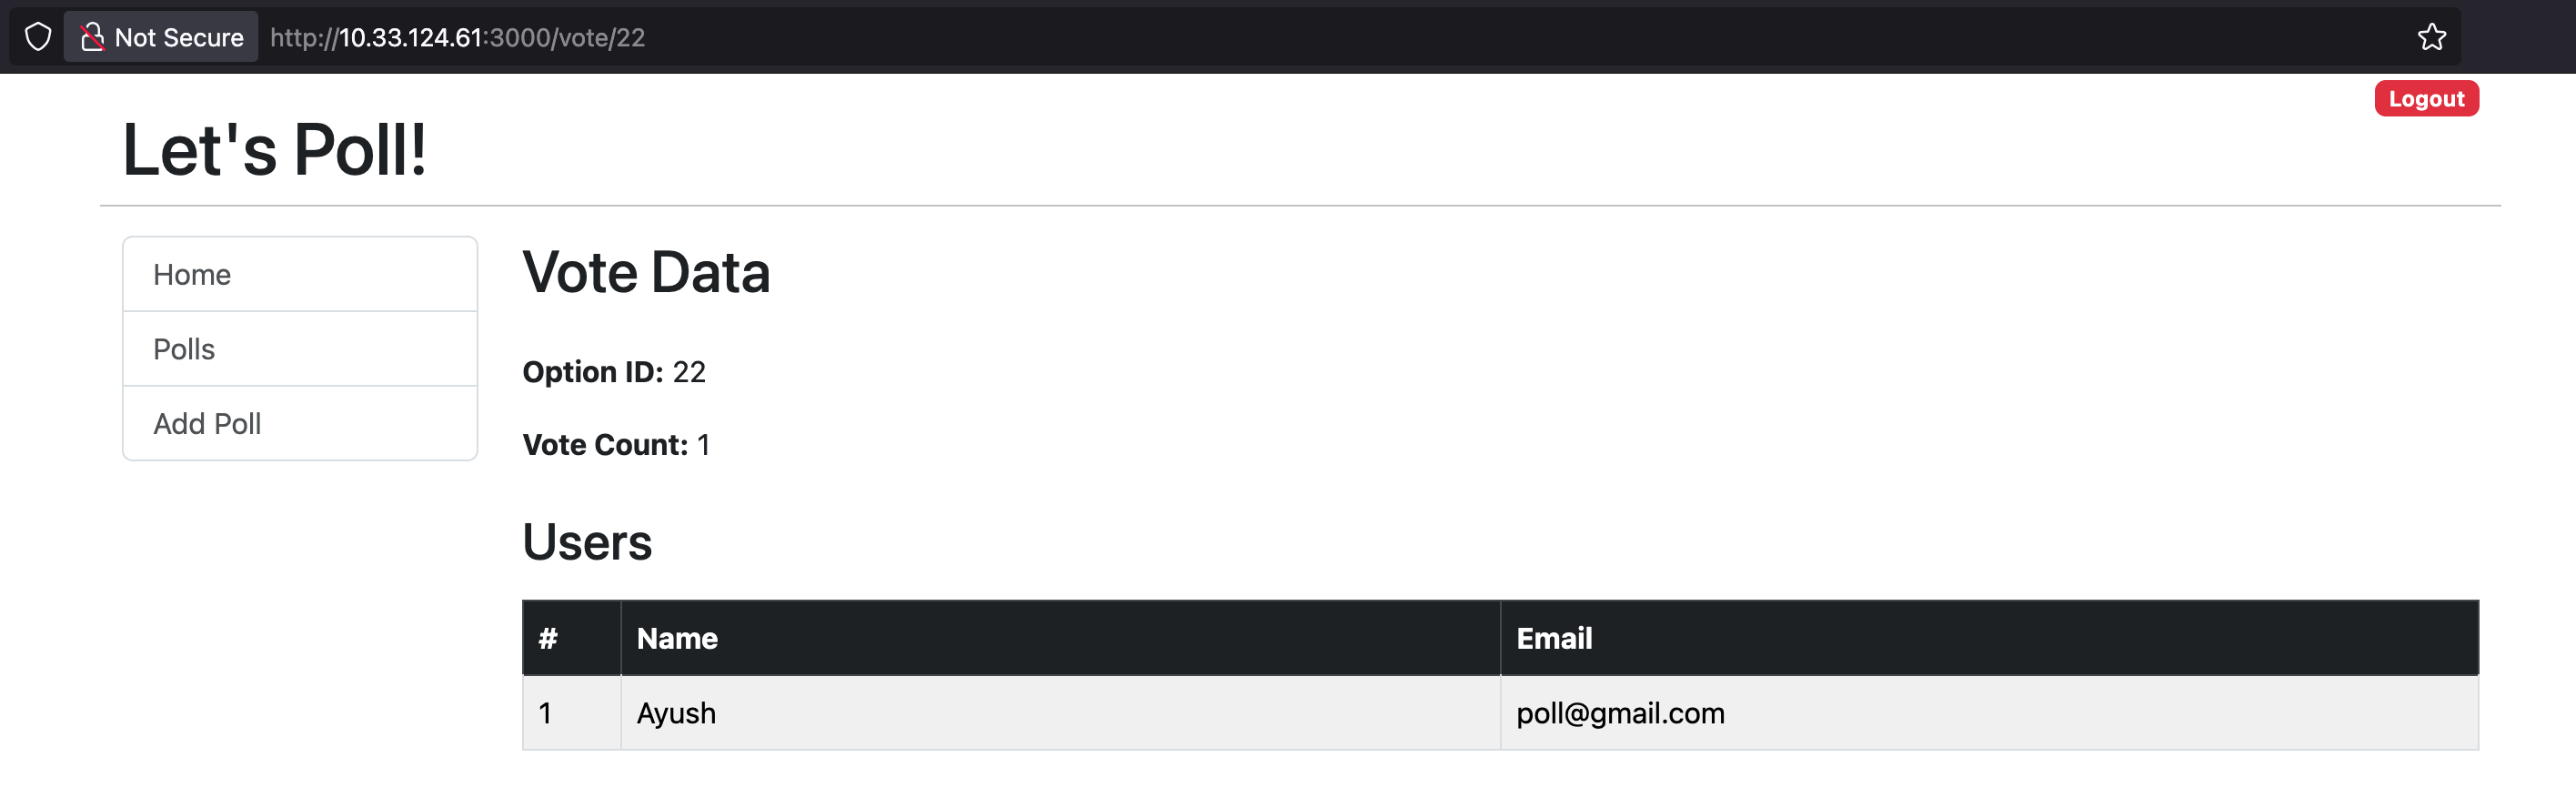 Not Secure http://10.33.124.61:3000/vote/22
Logout
Let's Poll!
Home
Polls
Add Poll
Vote Data
Option ID: 22
Vote Count: 1
Users
# Name Email
1 Ayush poll@gmail.com